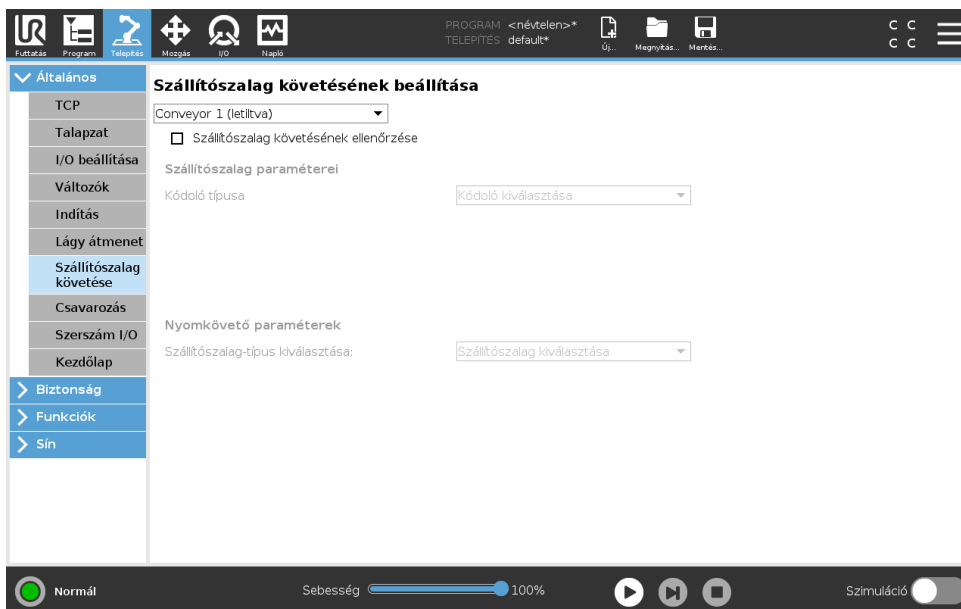 PROGRAM <névtelen>*
TELEPÍTÉS default*
Futtatás Program Telepítés Mozgás I/O Napló Új... Megnyitás... Mentés...
C C
C C
Általános
TCP
Talapzat
I/O beállítása
Változók
Indítás
Lágy átmenet
Szállítószalag
követése
Csavarozás
Szerszám I/O
Kezdőlap
Biztonság
Funkciók
Sín
Szállítószalag követésének beállítása
Conveyor 1 (letiltva)
Szállítószalag követésének ellenőrzése
Szállítószalag paraméterei
Kódoló típusa Kódoló kiválasztása
Nyomkövető paraméterek
Szállítószalag-típus kiválasztása: Szállítószalag kiválasztása
Normál Sebesség 100% Szimuláció